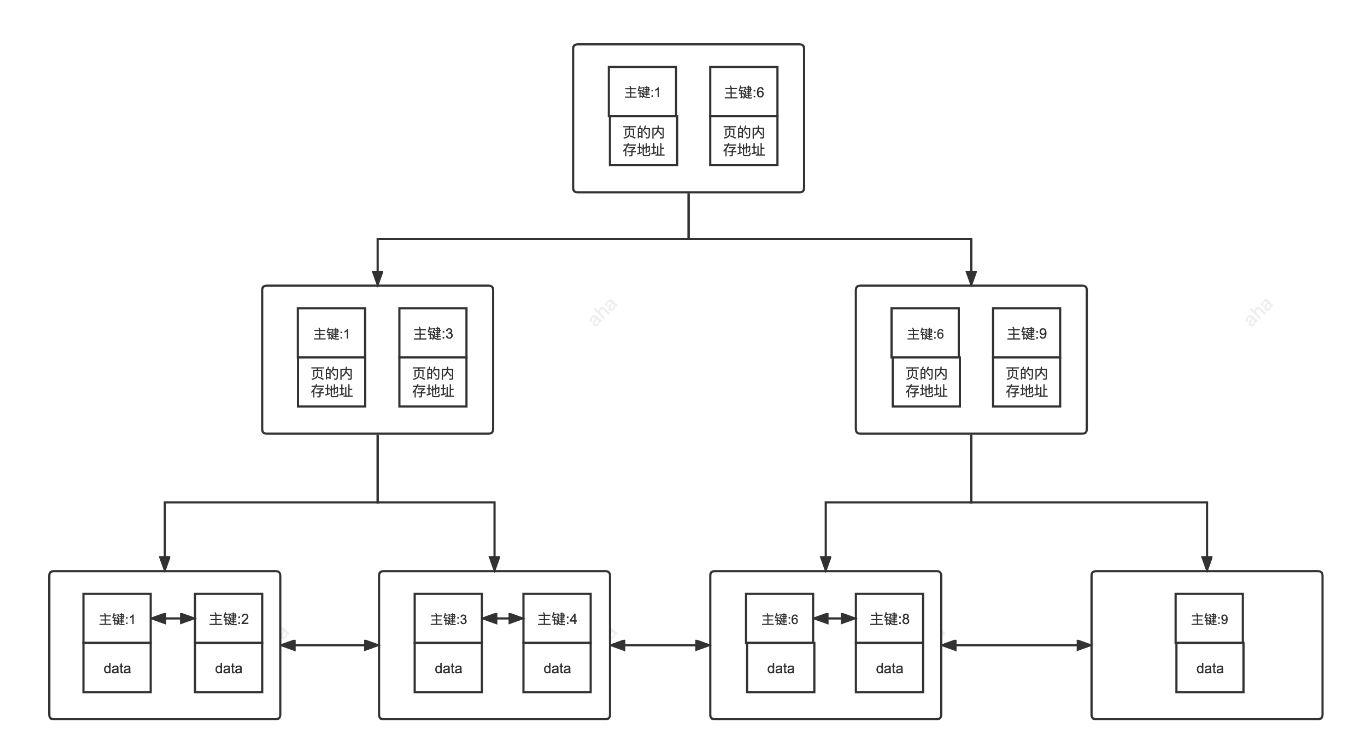 主键:1
主键:6
页的内
存地址
页的内
存地址
aha
aha
主键:1
主键:3
页的内
存地址
页的内
存地址
主键:6
主键:9
页的内
存地址
页的内
存地址
主键:1
主键:2
data
data
主键:3
主键:4
data
data
主键:6
主键:8
data
data
主键:9
data